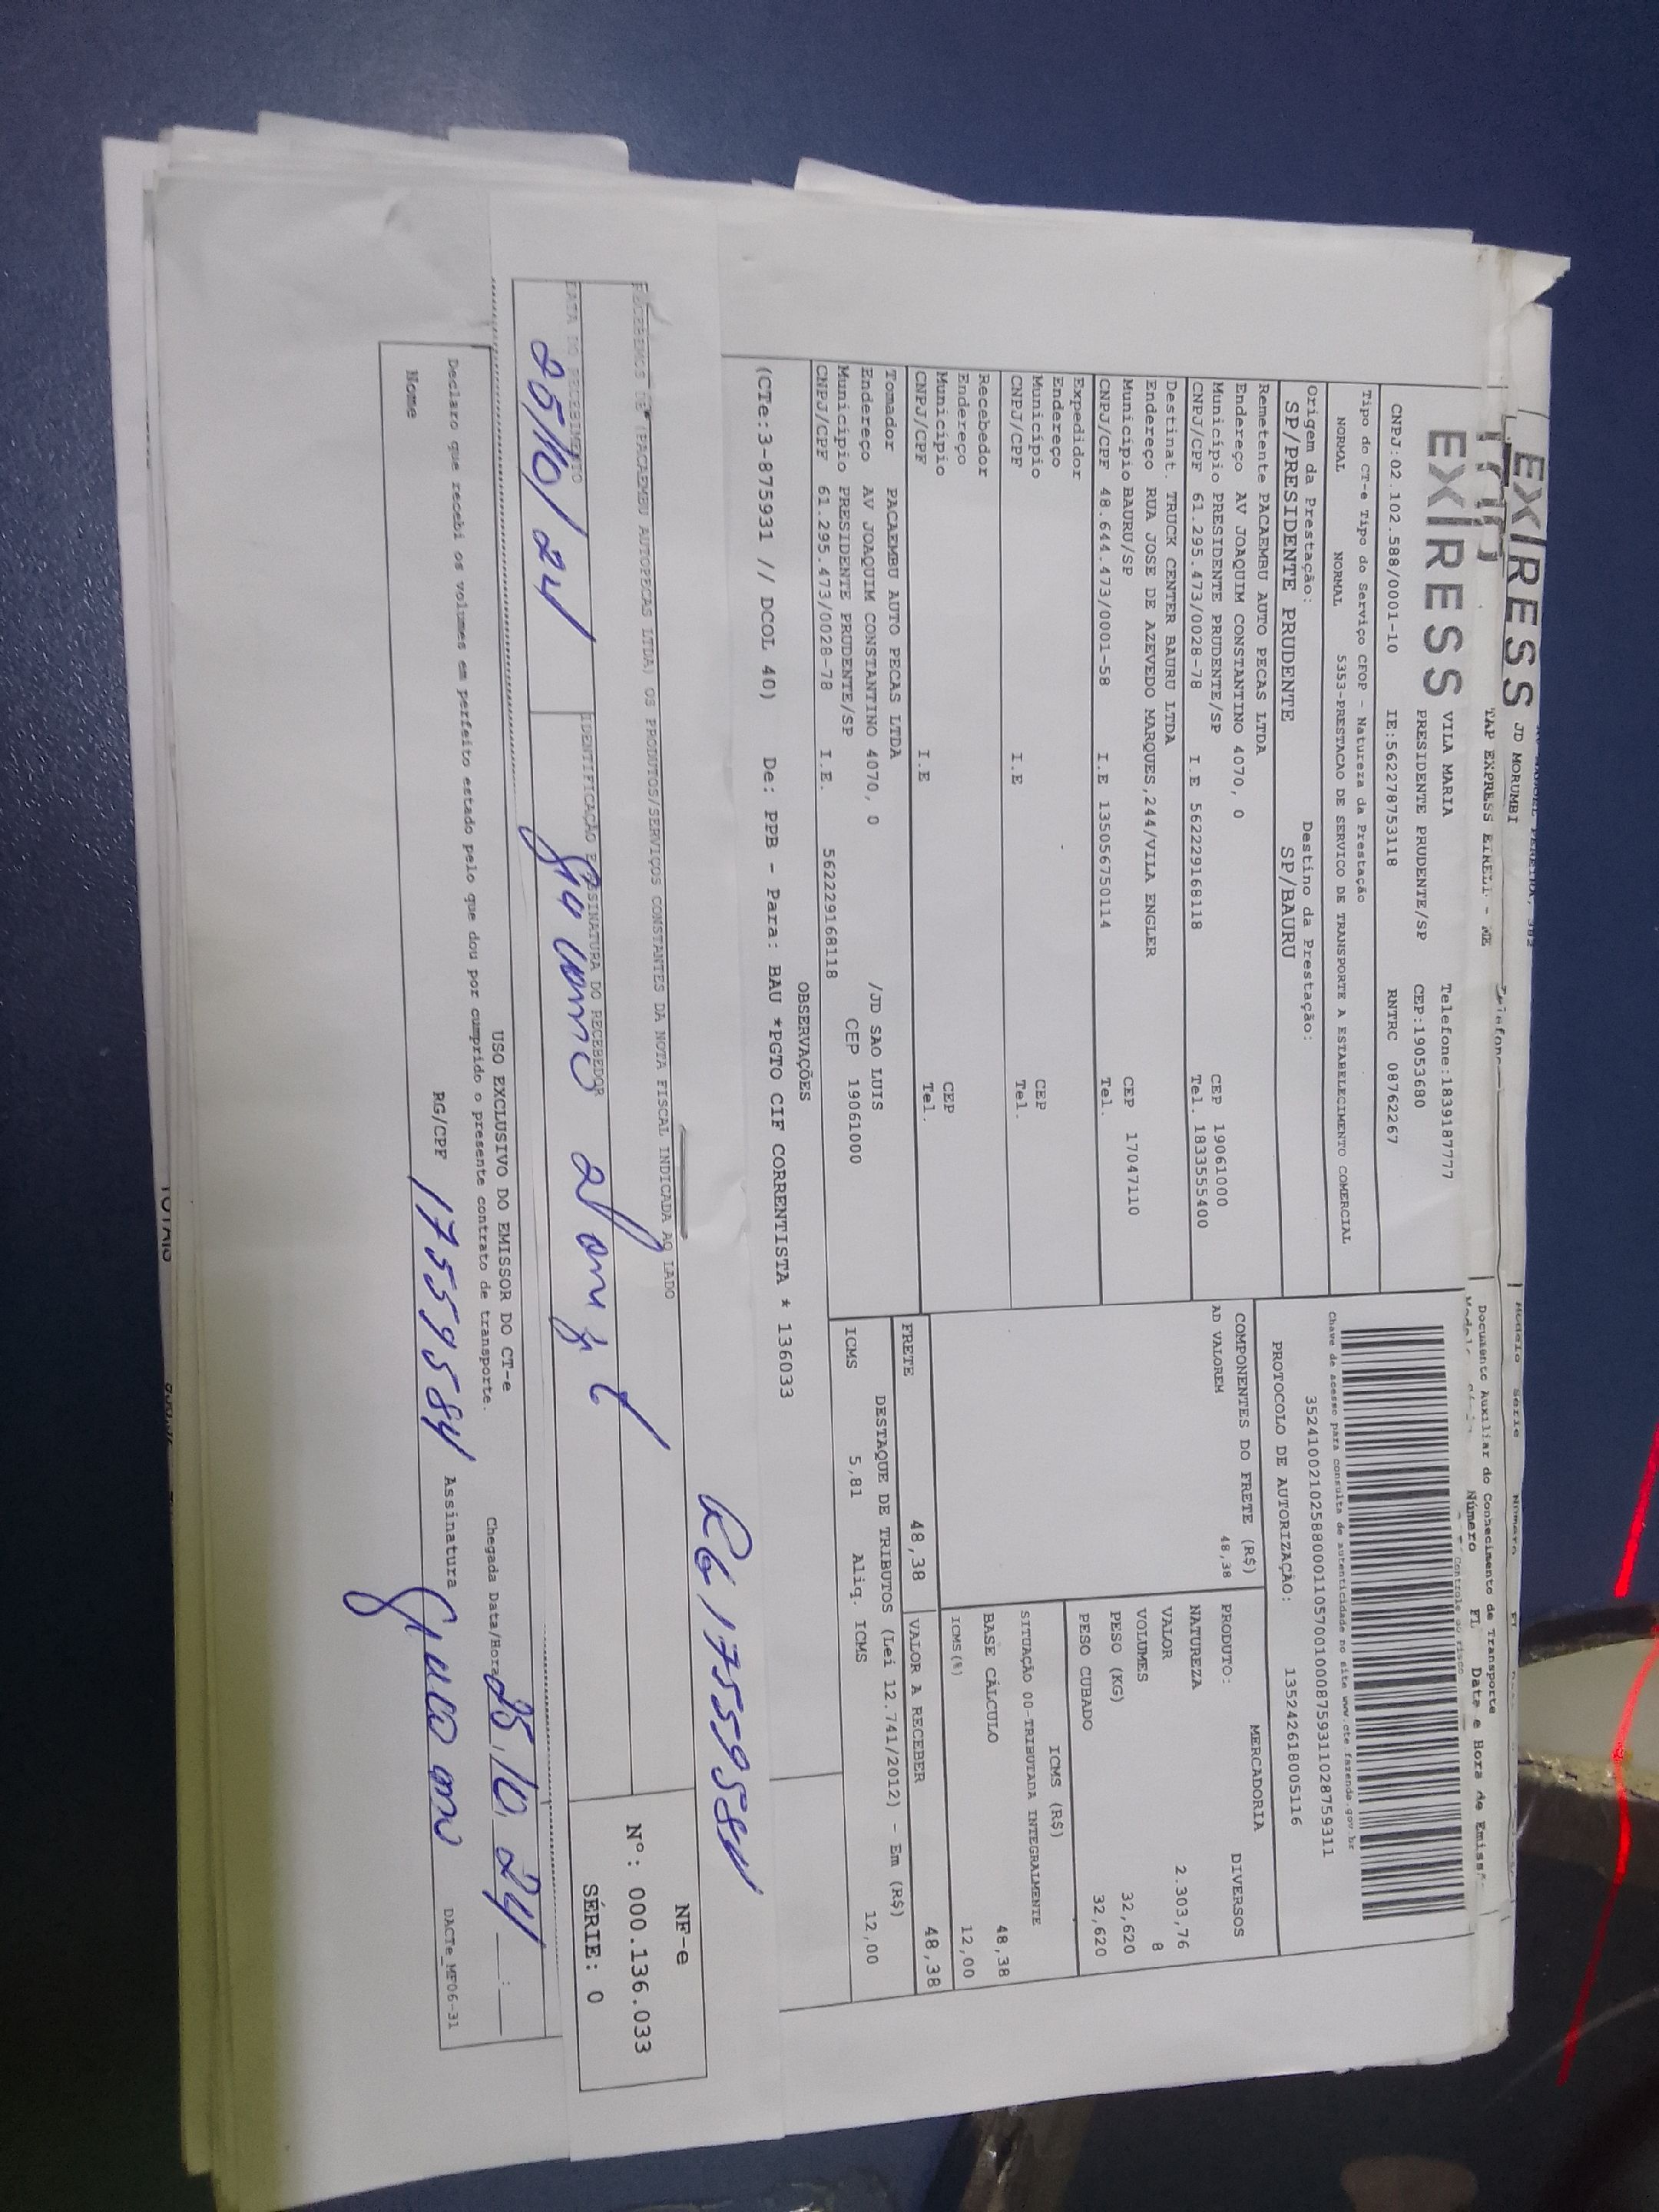 EXPRESS JD MORUMBI
TAP EXPRESS EIRELI - ME
EXPRESS
VILA MARIA Telefone:1839187777
PRESIDENTE PRUDENTE/SP CEP:19053680
CNPJ:02.102.588/0001-10 IE:562278753118 RNTRC 08762267
Documento Auxiliar do Conhecimento de Transporte
Número FL Data e Hora de
Chave de acesso para consulta de autenticidade no site www.cte.fazenda.gov.br
35241002102588000110570010008759311028759311
PROTOCOLO DE AUTORIZAÇÃO: 135242618005116
Tipo do CT-e Tipo do Serviço CFOP - Natureza da Prestação
NORMAL NORMAL 5353-PRESTACAO DE SERVICO DE TRANSPORTE A ESTABELECIMENTO COMERCIAL
Origem da Prestação: Destino da Prestação:
SP/PRESIDENTE PRUDENTE SP/BAURU
Remetente PACAEMBU AUTO PECAS LTDA
Endereço AV JOAQUIM CONSTANTINO 4070, 0
Município PRESIDENTE PRUDENTE/SP CEP 19061000
CNPJ/CPF 61.295.473/0028-78 I.E 562229168118 Tel. 1833555400
Destinat. TRUCK CENTER BAURU LTDA
Endereço RUA JOSE DE AZEVEDO MARQUES,244/VILA ENGLER
Município BAURU/SP CEP 17047110
CNPJ/CPF 48.644.473/0001-58 I.E 135056750114 Tel.
Expedidor
Endereço
Município CEP
CNPJ/CPF I.E Tel.
Recebedor
Endereço
Município CEP
CNPJ/CPF I.E Tel.
Tomador PACAEMBU AUTO PECAS LTDA
Endereço AV JOAQUIM CONSTANTINO 4070, 0 /JD SAO LUIS
Município PRESIDENTE PRUDENTE/SP CEP 19061000
CNPJ/CPF 61.295.473/0028-78 I.E. 562229168118
COMPONENTES DO FRETE (R$)
AD VALOREM 48,38
MERCADORIA
PRODUTO: DIVERSOS
NATUREZA
VALOR 2.303,76
VOLUMES 8
PESO (KG) 32,620
PESO CUBADO 32,620
ICMS (R$)
SITUAÇÃO 00-TRIBUTADA INTEGRALMENTE
BASE CÁLCULO 48,38
ICMS(%) 12,00
FRETE 48,38 VALOR A RECEBER 48,38
DESTAQUE DE TRIBUTOS (Lei 12.741/2012) - Em (R$)
ICMS 5,81 Aliq. ICMS 12,00
OBSERVAÇÕES
(CTe:3-875931 // DCOL 40) De: PPB - Para: BAU *PGTO CIF CORRENTISTA * 136033
RG 175595584
RECEBEMOS DE (PACAEMBU AUTOPECAS LTDA) OS PRODUTOS/SERVIÇOS CONSTANTES DA NOTA FISCAL INDICADA AO LADO
NF-e
Nº: 000.136.033
SÉRIE: 0
DATA DO RECEBIMENTO IDENTIFICAÇÃO E ASSINATURA DO RECEBEDOR
25/10/24
USO EXCLUSIVO DO EMISSOR DO CT-e
Declaro que recebi os volumes em perfeito estado pelo que dou por cumprido o presente contrato de transporte.
Chegada Data/Hora 25/10/24 __:__
Nome RG/CPF 175595584 Assinatura
DACTe_MF06-31
TOTAIS